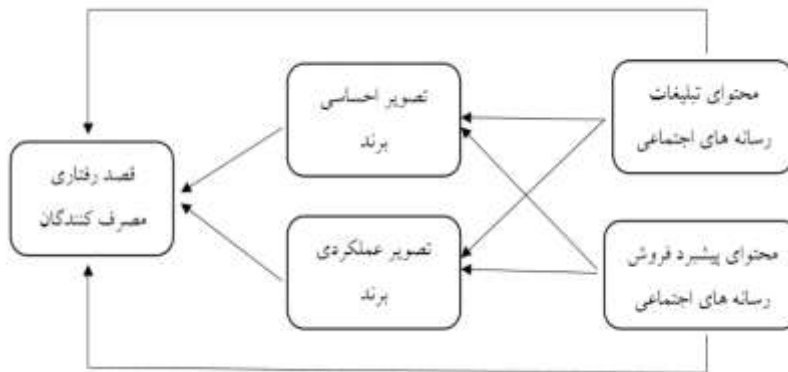 محتوای تبلیغات
رسانه های اجتماعی
تصویر احساسی
برند
قصد رفتاری
مصرف کنندگان
محتوای پیشبرد فروش
رسانه های اجتماعی
تصویر عملکردی
برند